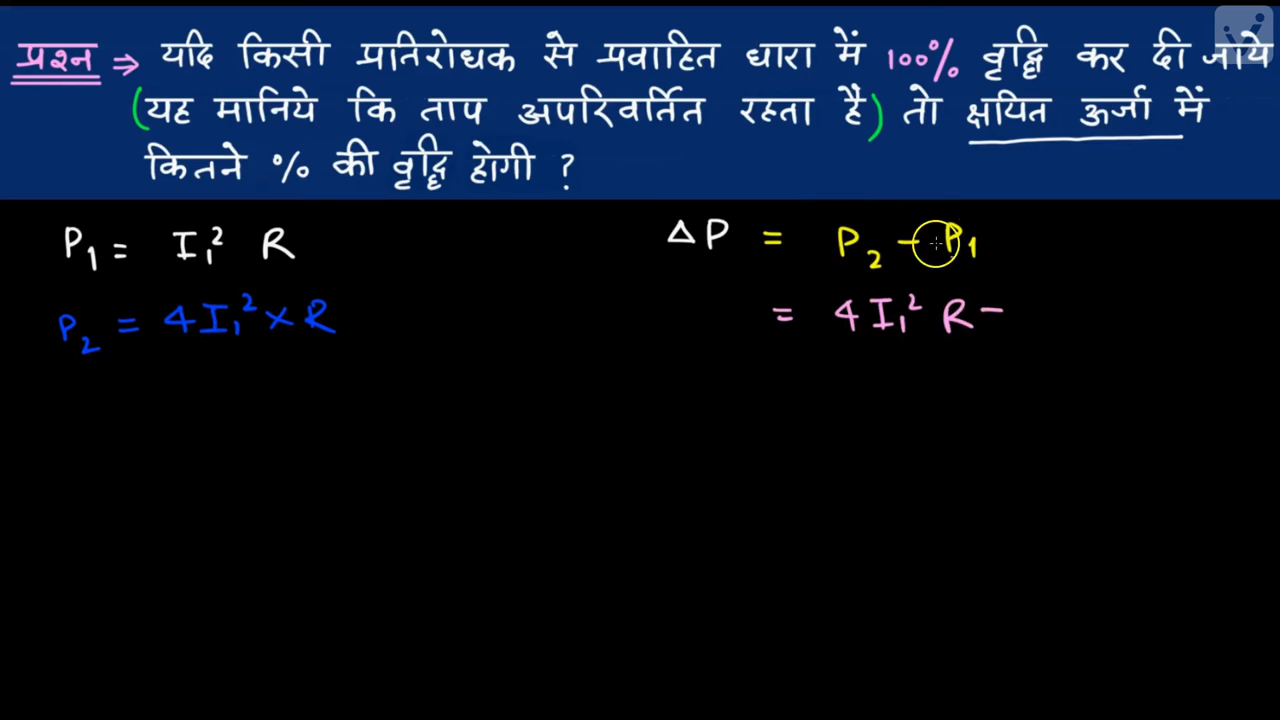 प्रश्न ⇒ यदि किसी प्रतिरोधक से प्रवाहित धारा में 100% वृद्धि कर दी जाये
(यह मानिये कि ताप अपरिवर्तित रहता है) तो क्षयित ऊर्जा में
कितने % की वृद्धि होगी ?
P₁ = I₁² R
P₂ = 4I₁² × R
ΔP = P₂ - P₁
= 4I₁² R -